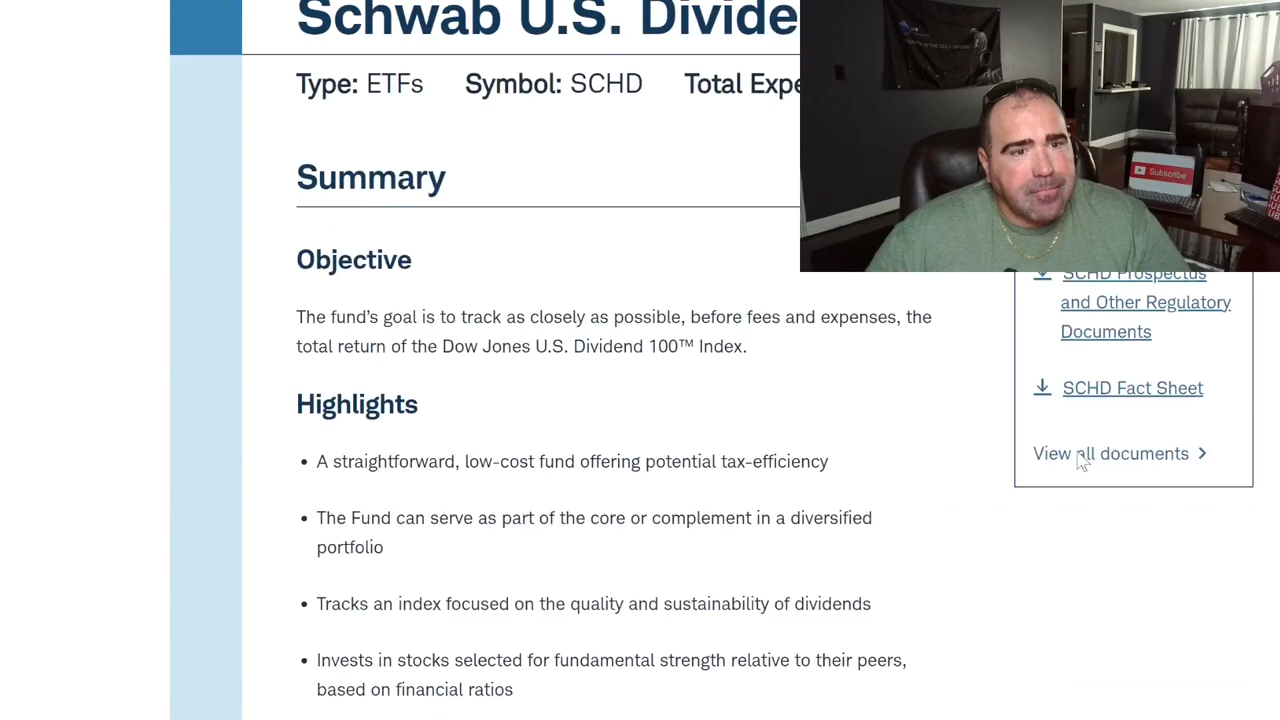 Schwab U.S. Divide
Type: ETFs Symbol: SCHD Total Expe
Summary
Subscribe
Objective
SCHD Prospectus
and Other Regulatory
Documents
The fund's goal is to track as closely as possible, before fees and expenses, the
total return of the Dow Jones U.S. Dividend 100™ Index.
SCHD Fact Sheet
Highlights
View all documents
• A straightforward, low-cost fund offering potential tax-efficiency
• The Fund can serve as part of the core or complement in a diversified
portfolio
• Tracks an index focused on the quality and sustainability of dividends
• Invests in stocks selected for fundamental strength relative to their peers,
based on financial ratios